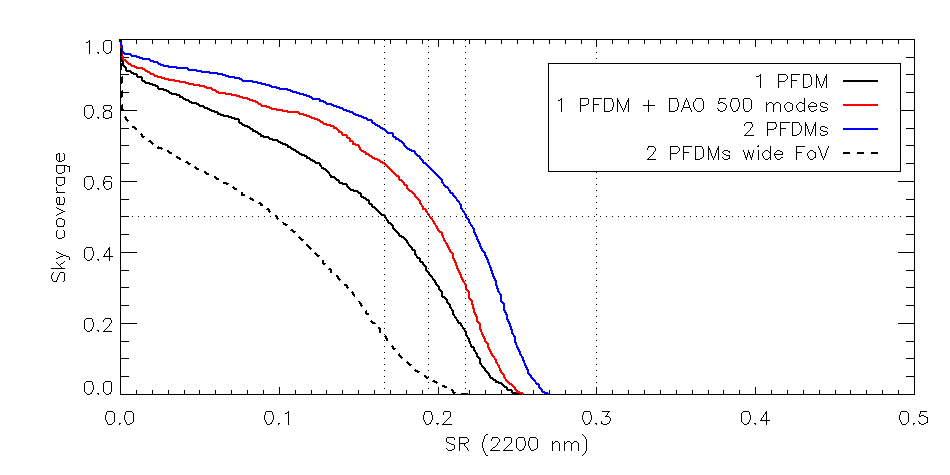 1.0
0.8
0.6
0.4
0.2
0.0
Sky coverage
1 PFDM
1 PFDM + DAO 500 modes
2 PFDMs
2 PFDMs wide FoV
0.0 0.1 0.2 0.3 0.4 0.5
SR (2200 nm)